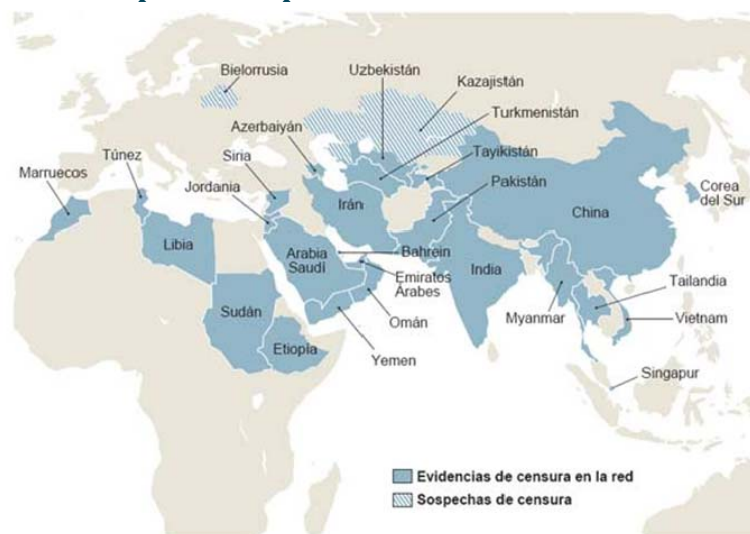 Bielorrusia
Uzbekistán
Kazajistán
Turkmenistán
Azerbaiyán
Túnez
Siria
Tayikistán
Marruecos
Jordania
Pakistán
Corea
del Sur
Irán
China
Libia
Arabia
Saudí
Bahrein
India
Emiratos
Árabes
Tailandia
Sudán
Omán
Myanmar
Vietnam
Etiopía
Yemen
Singapur
Evidencias de censura en la red
Sospechas de censura